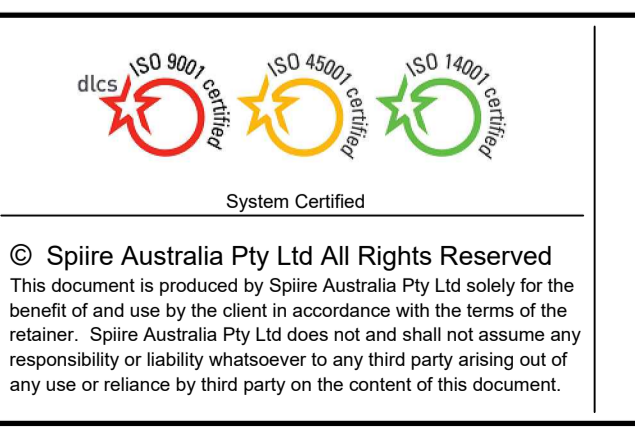 dlcs ISO 9001 certified ISO 45001 certified ISO 14001 certified
System Certified
© Spiire Australia Pty Ltd All Rights Reserved
This document is produced by Spiire Australia Pty Ltd solely for the
benefit of and use by the client in accordance with the terms of the
retainer. Spiire Australia Pty Ltd does not and shall not assume any
responsibility or liability whatsoever to any third party arising out of
any use or reliance by third party on the content of this document.